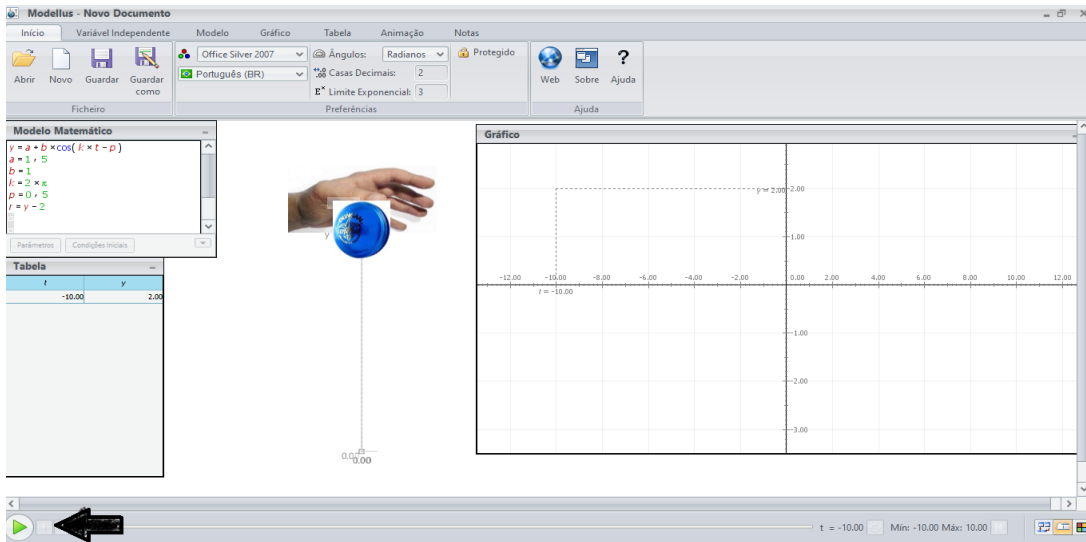 Modellus - Novo Documento
Início Variável Independente Modelo Gráfico Tabela Animação Notas
Abrir Novo Guardar Guardar como
Ficheiro
Office Silver 2007
Português (BR)
Ângulos: Radianos
Casas Decimais: 2
Limite Exponencial: 3
Preferências
Protegido
Web Sobre Ajuda
Ajuda
Modelo Matemático
y = a + b × cos( k × t − p )
a = 1 , 5
b = 1
k = 2 × π
p = 0 , 5
r = y − 2
Parâmetros Condições Iniciais
Tabela
t y
-10.00 2.00
y
0.00
Gráfico
y = 2.00 2.00
1.00
-12.00 -10.00 -8.00 -6.00 -4.00 -2.00 0.00 2.00 4.00 6.00 8.00 10.00 12.00
t = -10.00
-1.00
-2.00
-3.00
t = -10.00 Mín: -10.00 Máx: 10.00